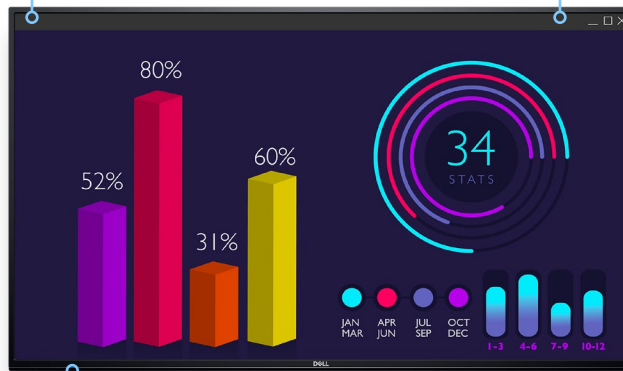 80%
52%
60%
31%
34
STATS
JAN
MAR
APR
JUN
JUL
SEP
OCT
DEC
1-3
4-6
7-9
10-12
DELL